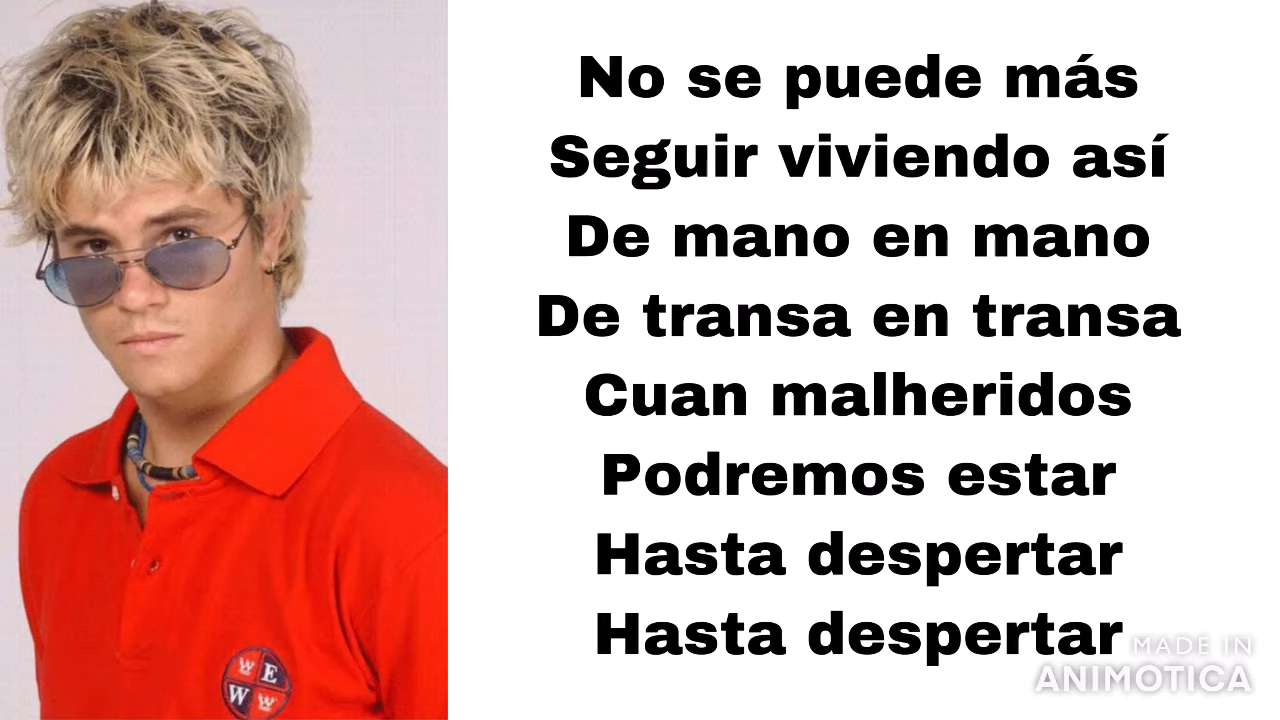 No se puede más
Seguir viviendo así
De mano en mano
De transa en transa
Cuan malheridos
Podremos estar
Hasta despertar
Hasta despertar
MADE IN
ANIMOTICA
E
W